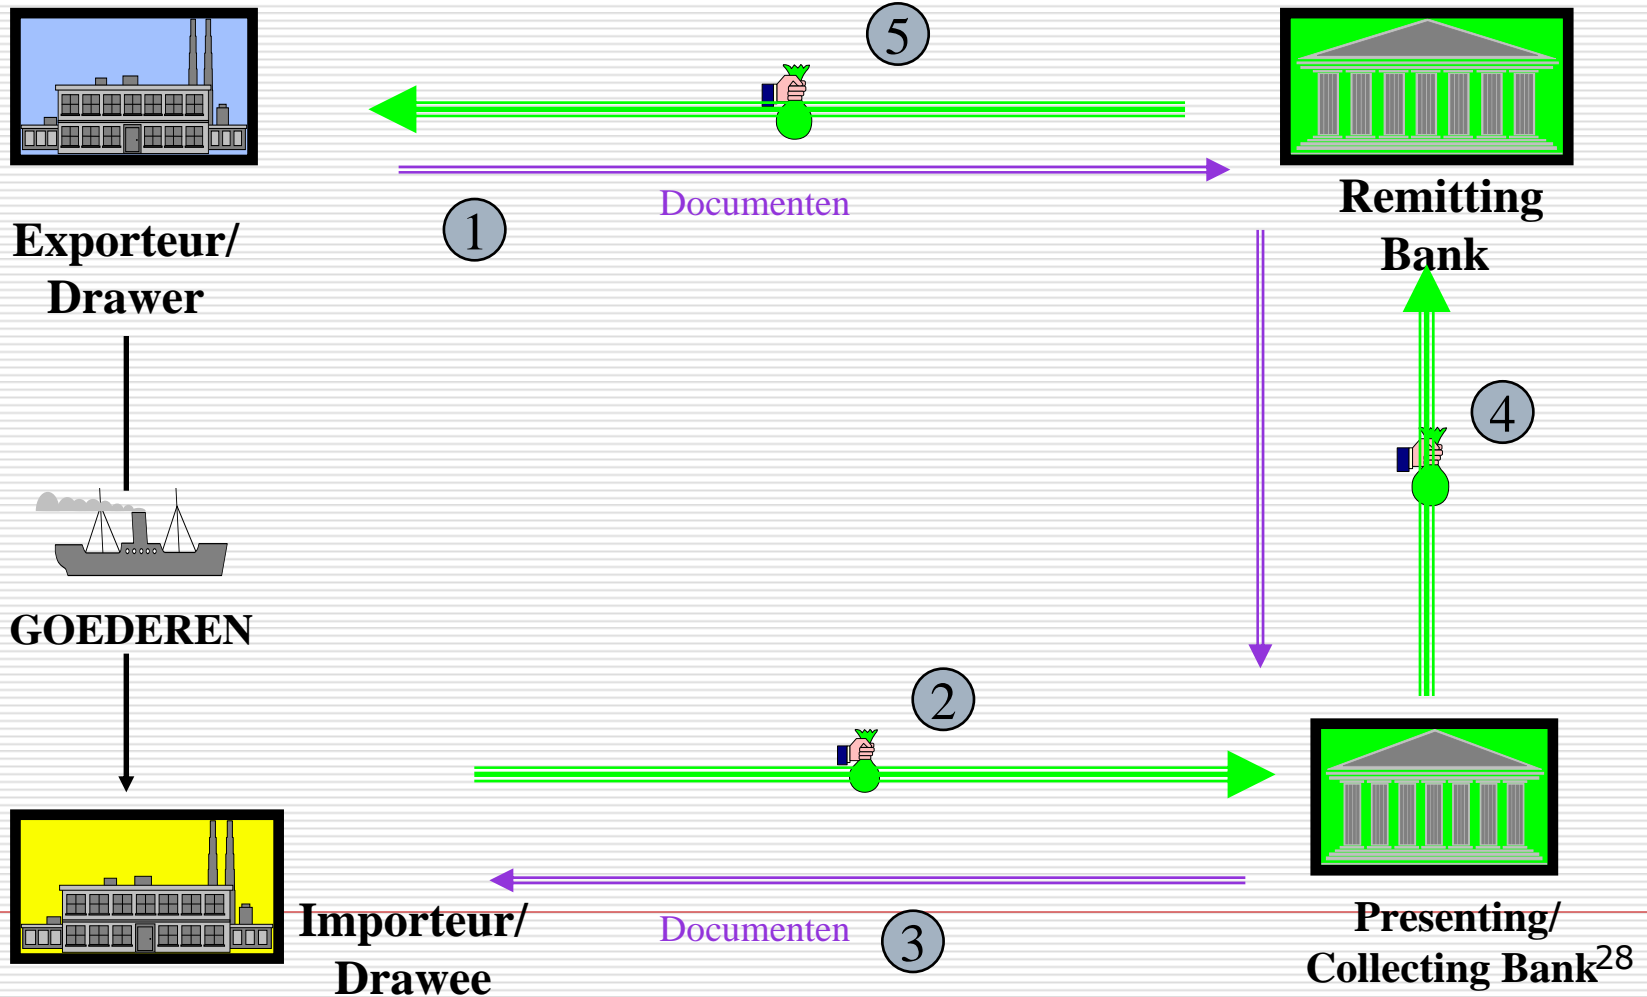 5
Documenten
Remitting
Bank
1
Exporteur/
Drawer
4
GOEDEREN
2
Importeur/
Drawee
Documenten
3
Presenting/
Collecting Bank
28